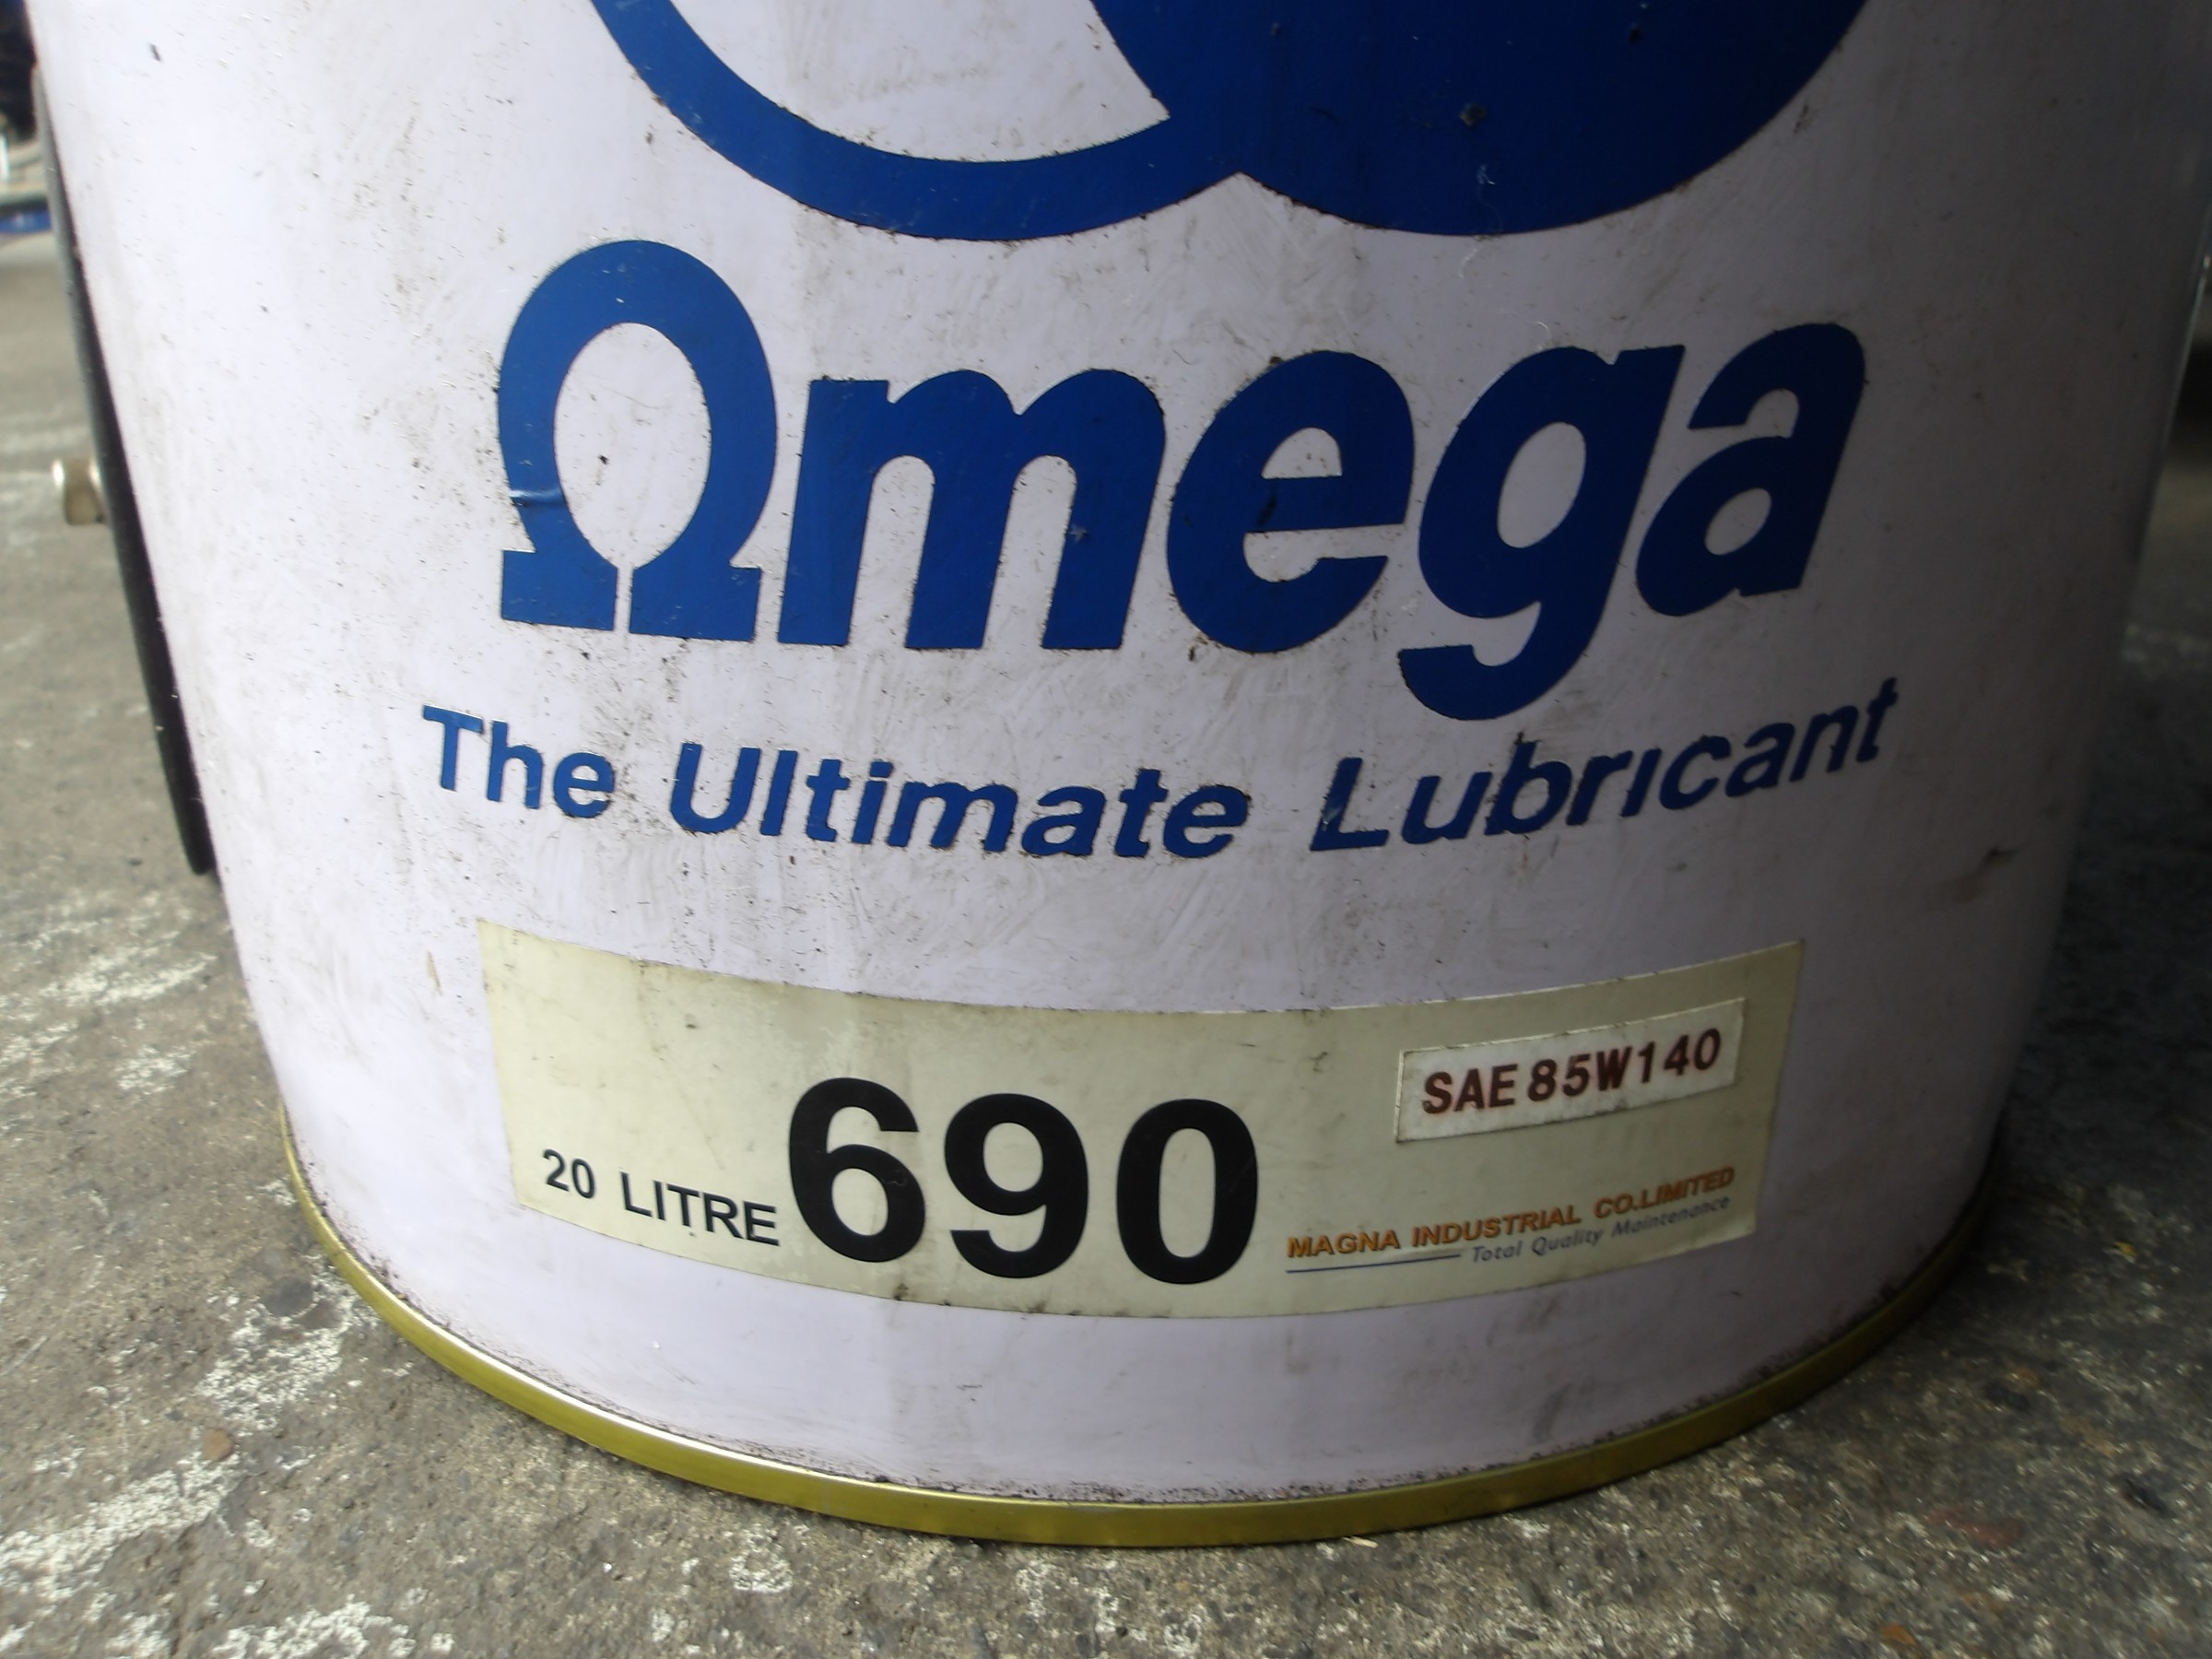 Ωmega
The Ultimate Lubricant
SAE 85W140
20 LITRE 690
MAGNA INDUSTRIAL CO.LIMITED
Total Quality Maintenance